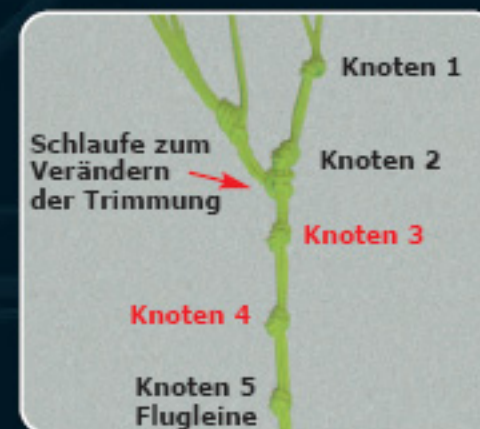 Knoten 1
Schlaufe zum
Verändern
der Trimmung
Knoten 2
Knoten 3
Knoten 4
Knoten 5
Flugleine